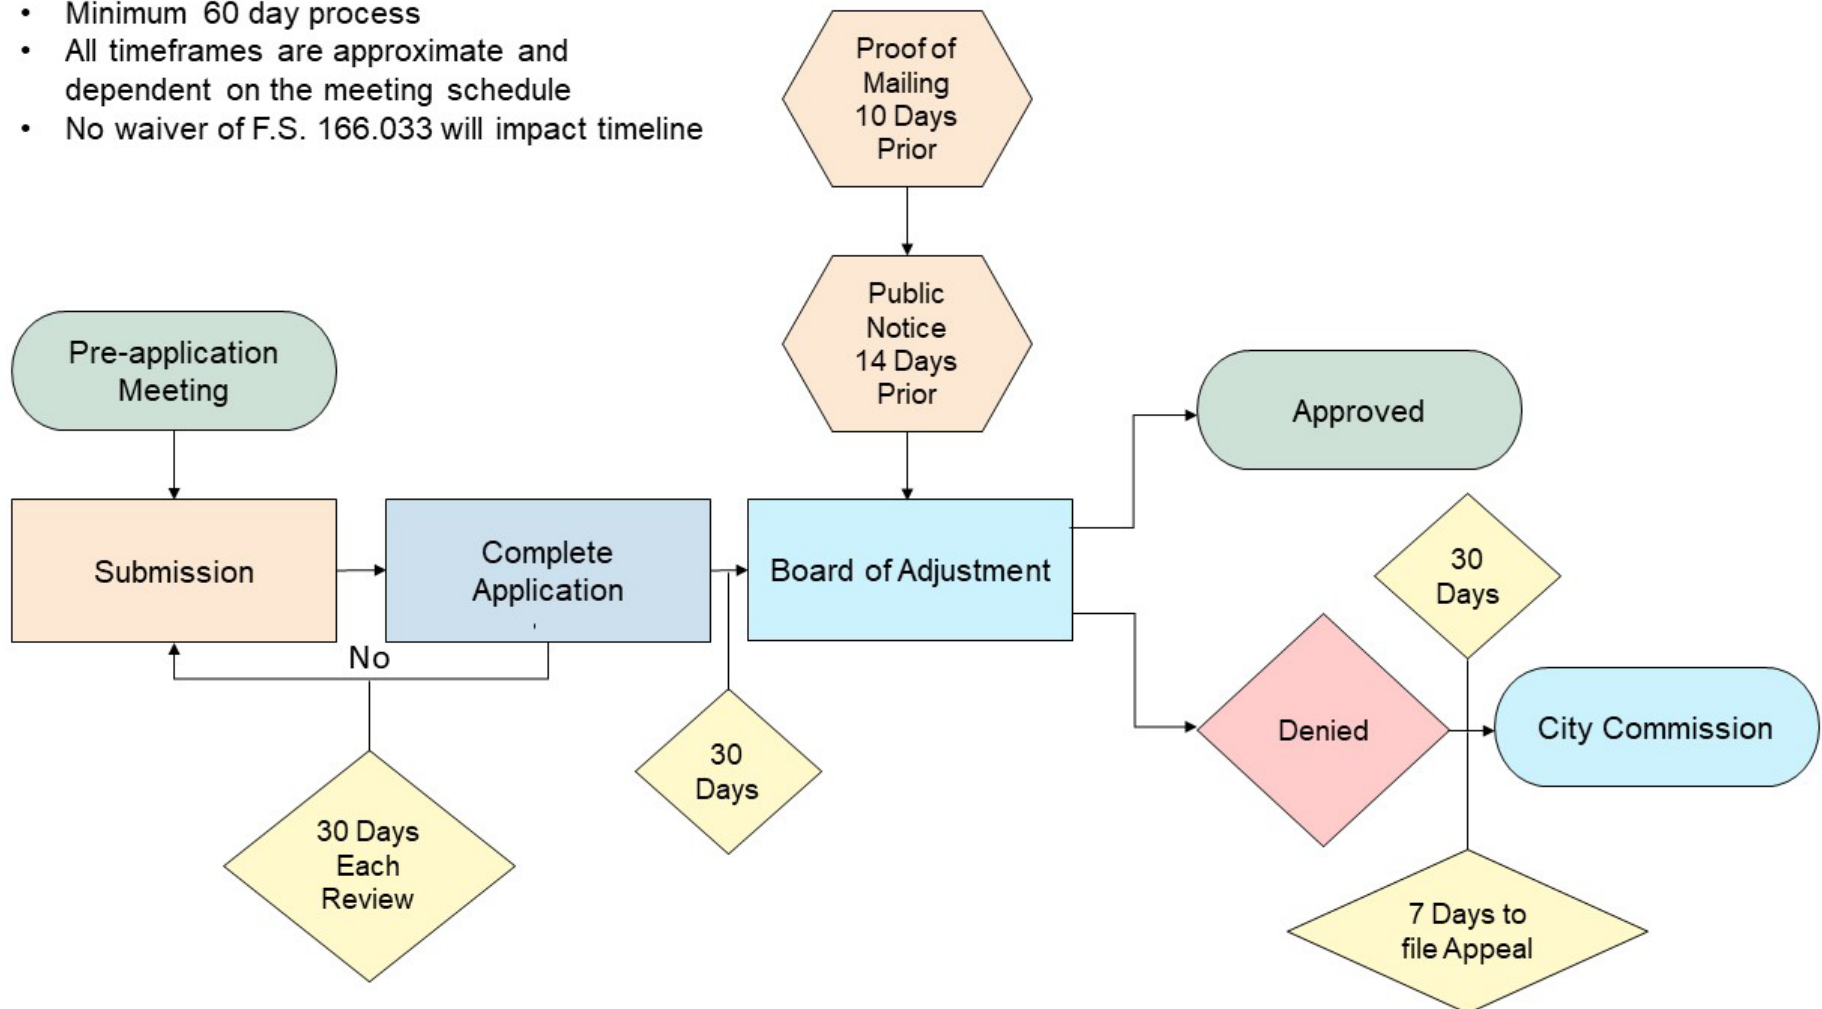 • Minimum 60 day process
• All timeframes are approximate and
dependent on the meeting schedule
• No waiver of F.S. 166.033 will impact timeline
Proof of
Mailing
10 Days
Prior
Public
Notice
14 Days
Prior
Pre-application
Meeting
Approved
Submission
Complete
Application
Board of Adjustment
30
Days
No
Denied
City Commission
30
Days
30 Days
Each
Review
7 Days to
file Appeal